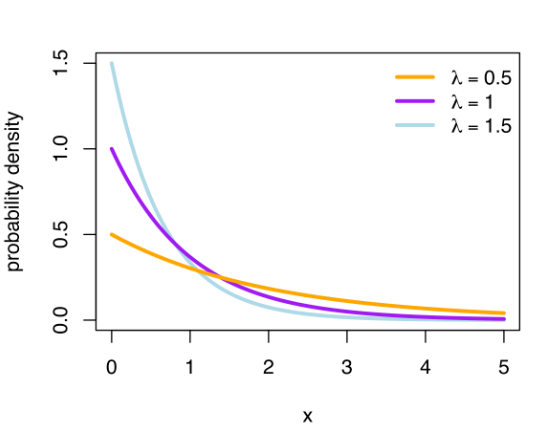 λ = 0.5
λ = 1
λ = 1.5
probability density
1.5
1.0
0.5
0.0
0 1 2 3 4 5
x